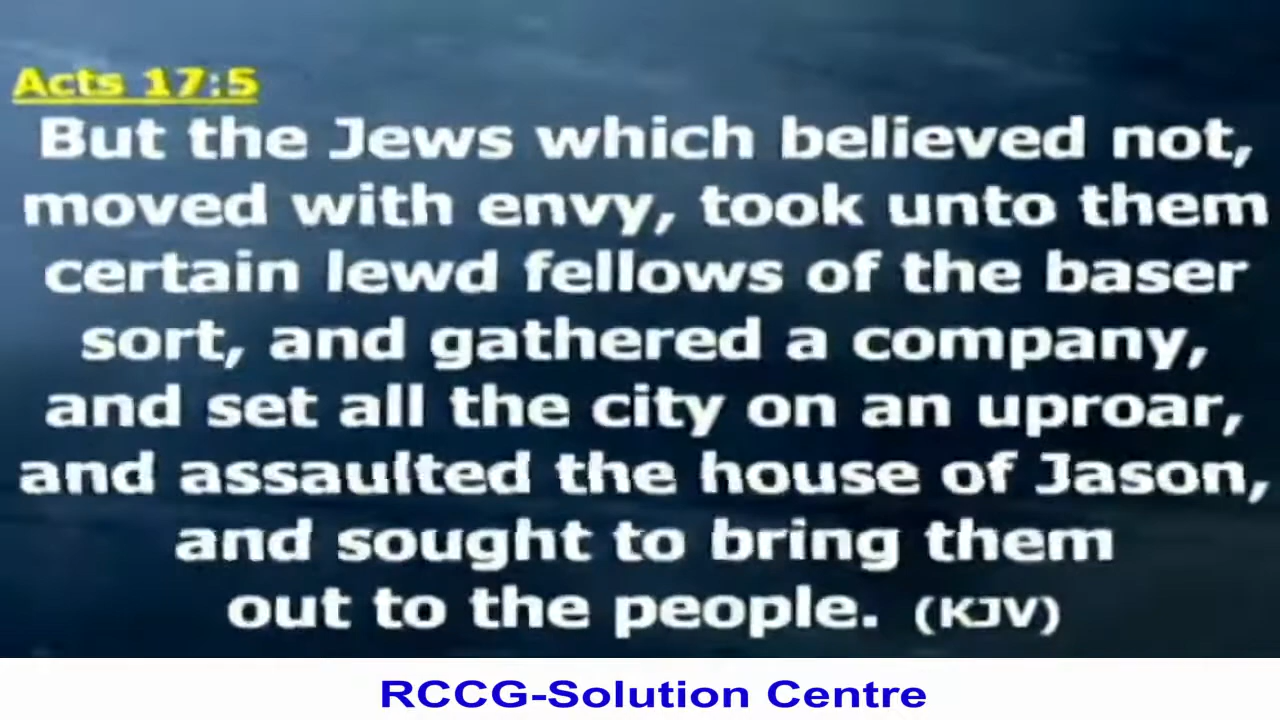 Acts 17:5
But the Jews which believed not,
moved with envy, took unto them
certain lewd fellows of the baser
sort, and gathered a company,
and set all the city on an uproar,
and assaulted the house of Jason,
and sought to bring them
out to the people. (KJV)
RCCG-Solution Centre